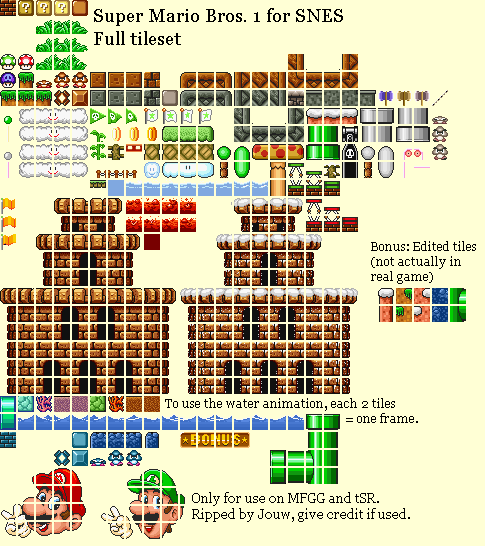 Super Mario Bros. 1 for SNES
Full tileset
Bonus: Edited tiles
(not actually in
real game)
To use the water animation, each 2 tiles
= one frame.
BONUS
Only for use on MFGG and tSR.
Ripped by Jouw, give credit if used.